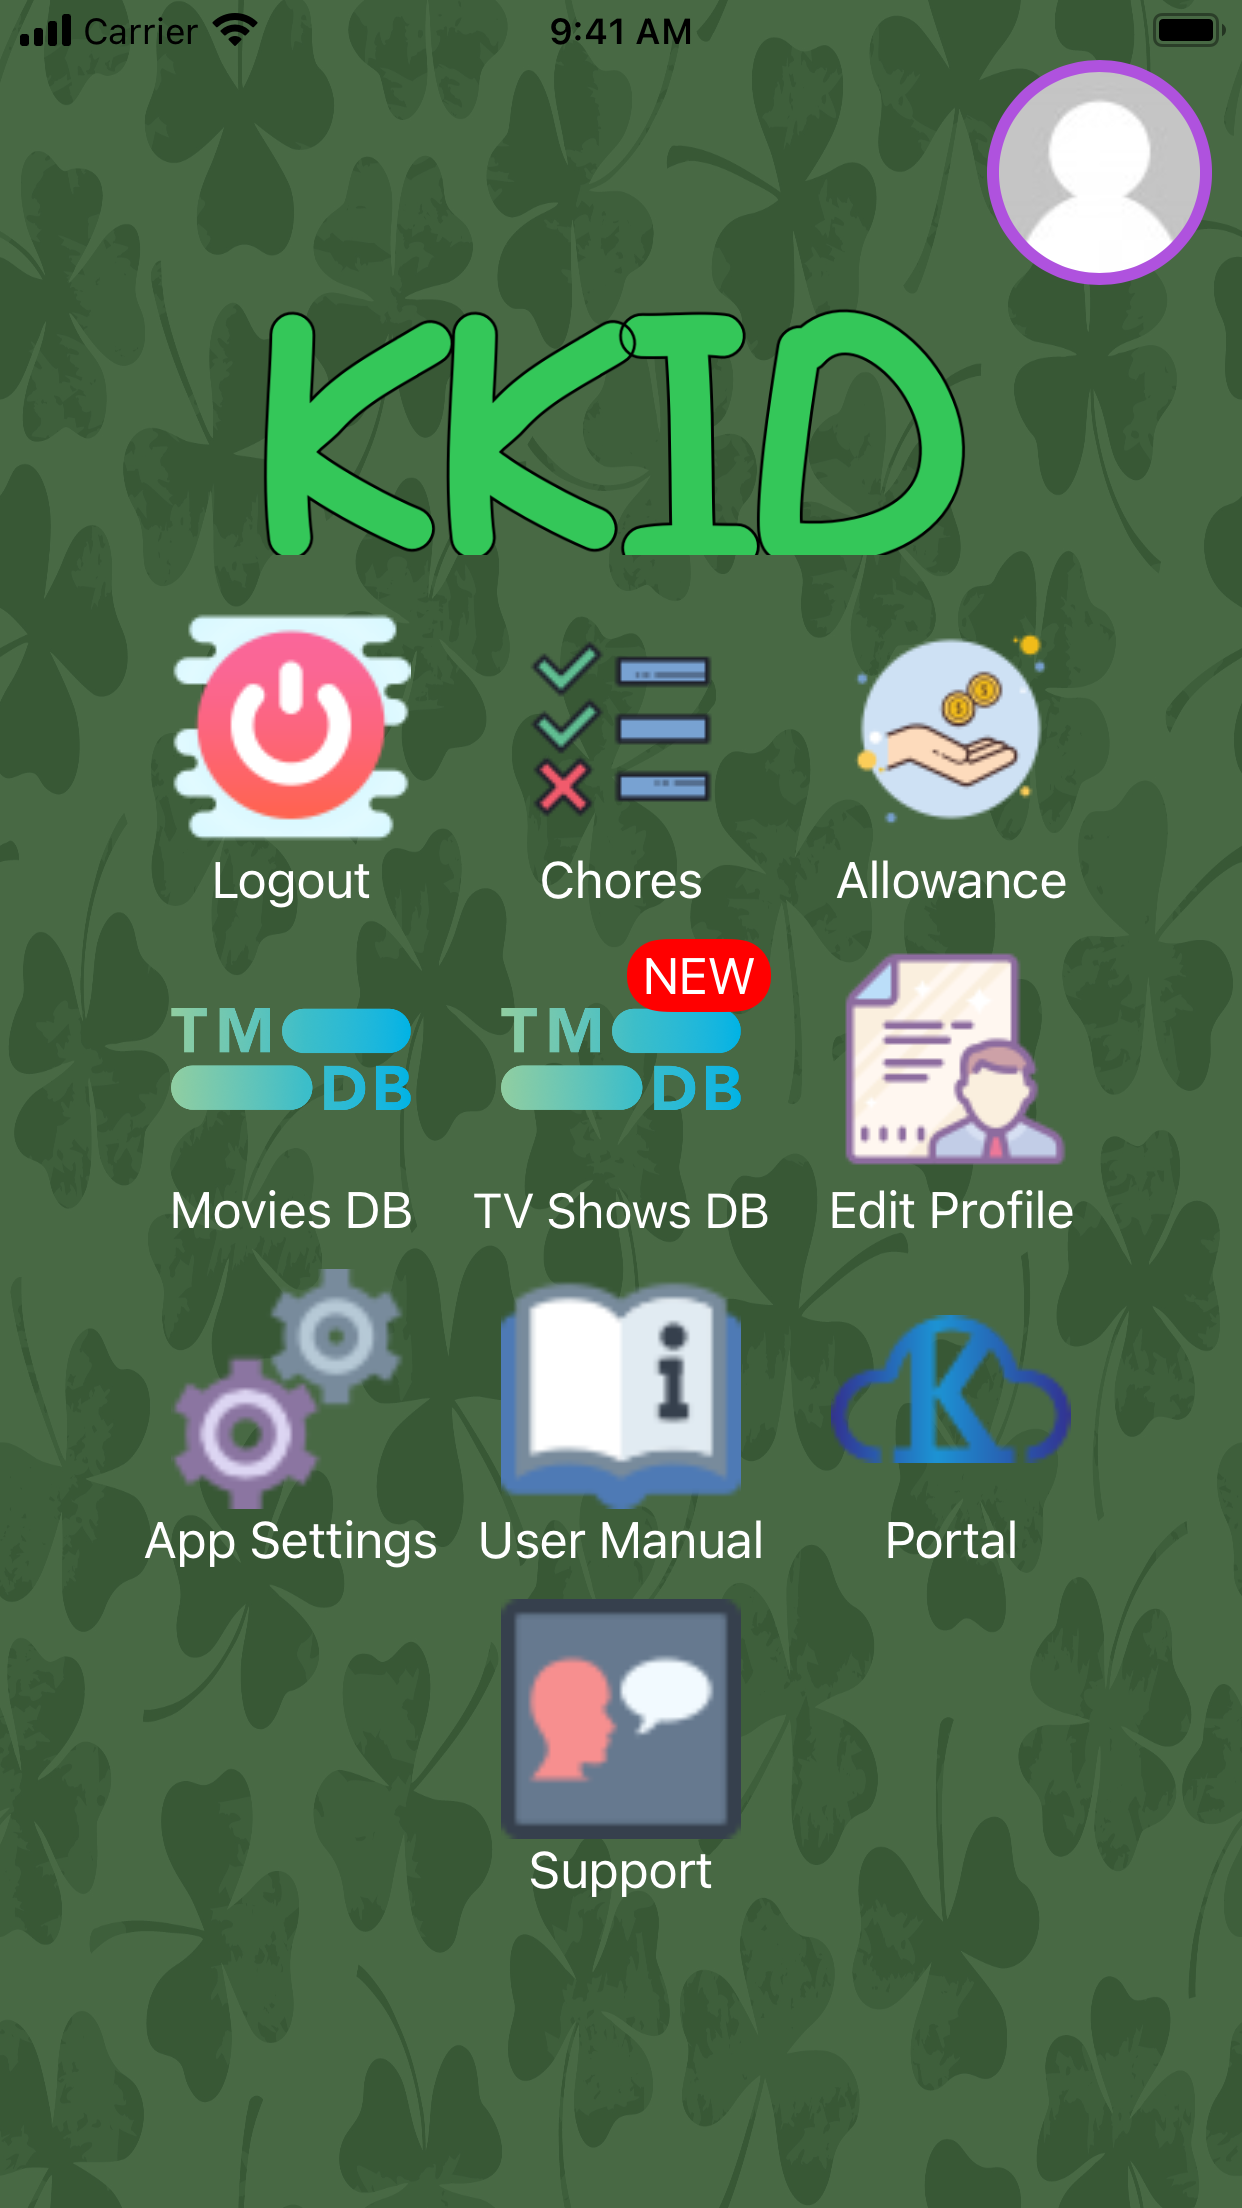 Carrier 9:41 AM
KKID
Logout Chores Allowance
NEW
TM TM
DB DB
Movies DB TV Shows DB Edit Profile
i K
App Settings User Manual Portal
Support